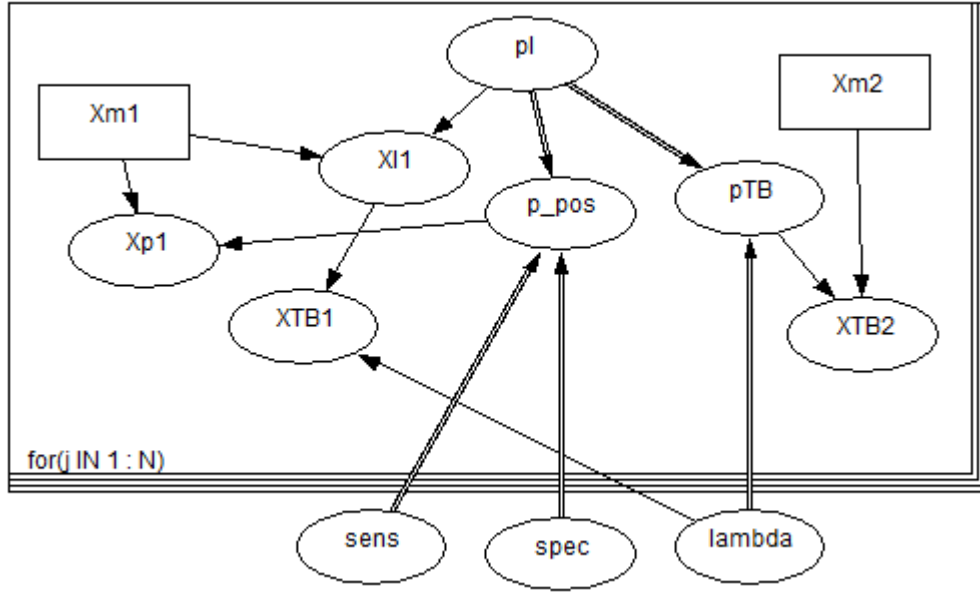 pI
Xm1
Xm2
XI1
p_pos
pTB
Xp1
XTB1
XTB2
for(j IN 1 : N)
sens
spec
lambda